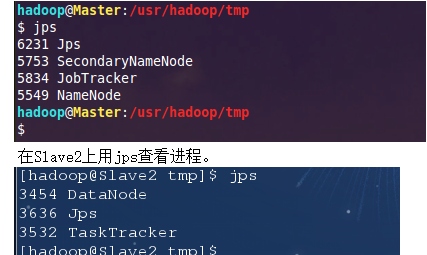 hadoop@Master:/usr/hadoop/tmp
$ jps
6231 Jps
5753 SecondaryNameNode
5834 JobTracker
5549 NameNode
hadoop@Master:/usr/hadoop/tmp
$
在Slave2上用jps查看进程。
[hadoop@Slave2 tmp]$ jps
3454 DataNode
3636 Jps
3532 TaskTracker
[hadoop@Slave2 tmp]$